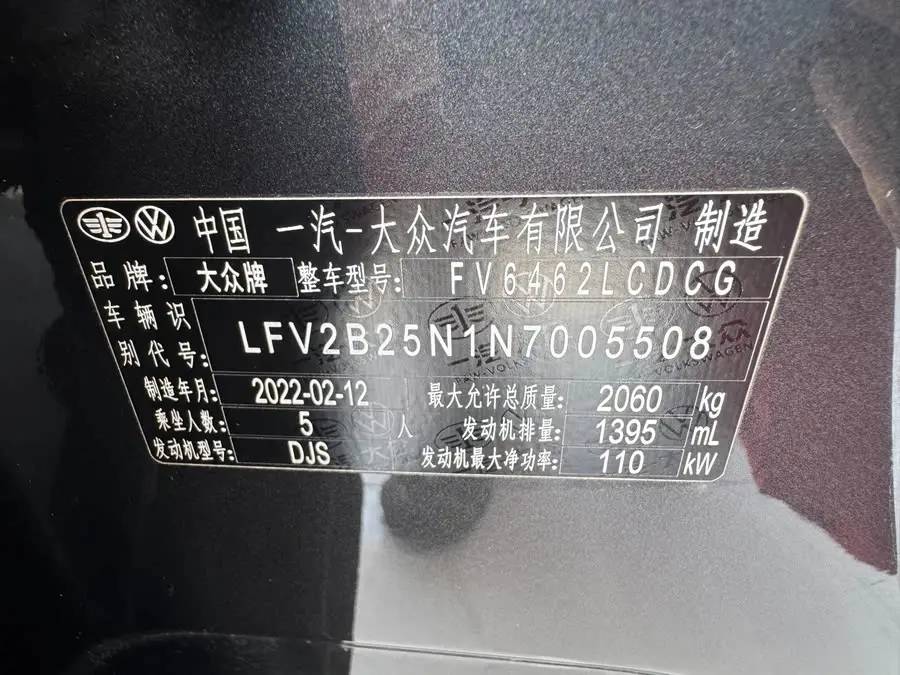 中国 一汽-大众汽车有限公司 制造
品牌: 大众牌 整车型号: FV6462LCDCG
车辆识别代号: LFV2B25N1N7005508
制造年月: 2022-02-12 最大允许总质量: 2060 kg
乘坐人数: 5 人 发动机排量: 1395 mL
发动机型号: DJS 发动机最大净功率: 110 kW